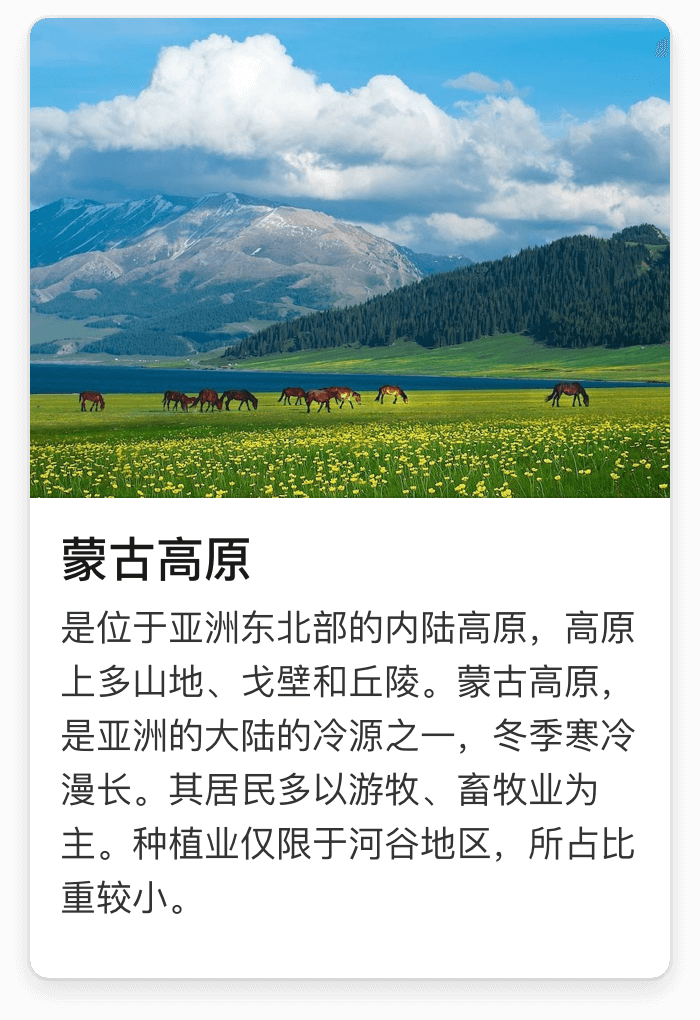 蒙古高原
是位于亚洲东北部的内陆高原，高原
上多山地、戈壁和丘陵。蒙古高原，
是亚洲的大陆的冷源之一，冬季寒冷
漫长。其居民多以游牧、畜牧业为
主。种植业仅限于河谷地区，所占比
重较小。